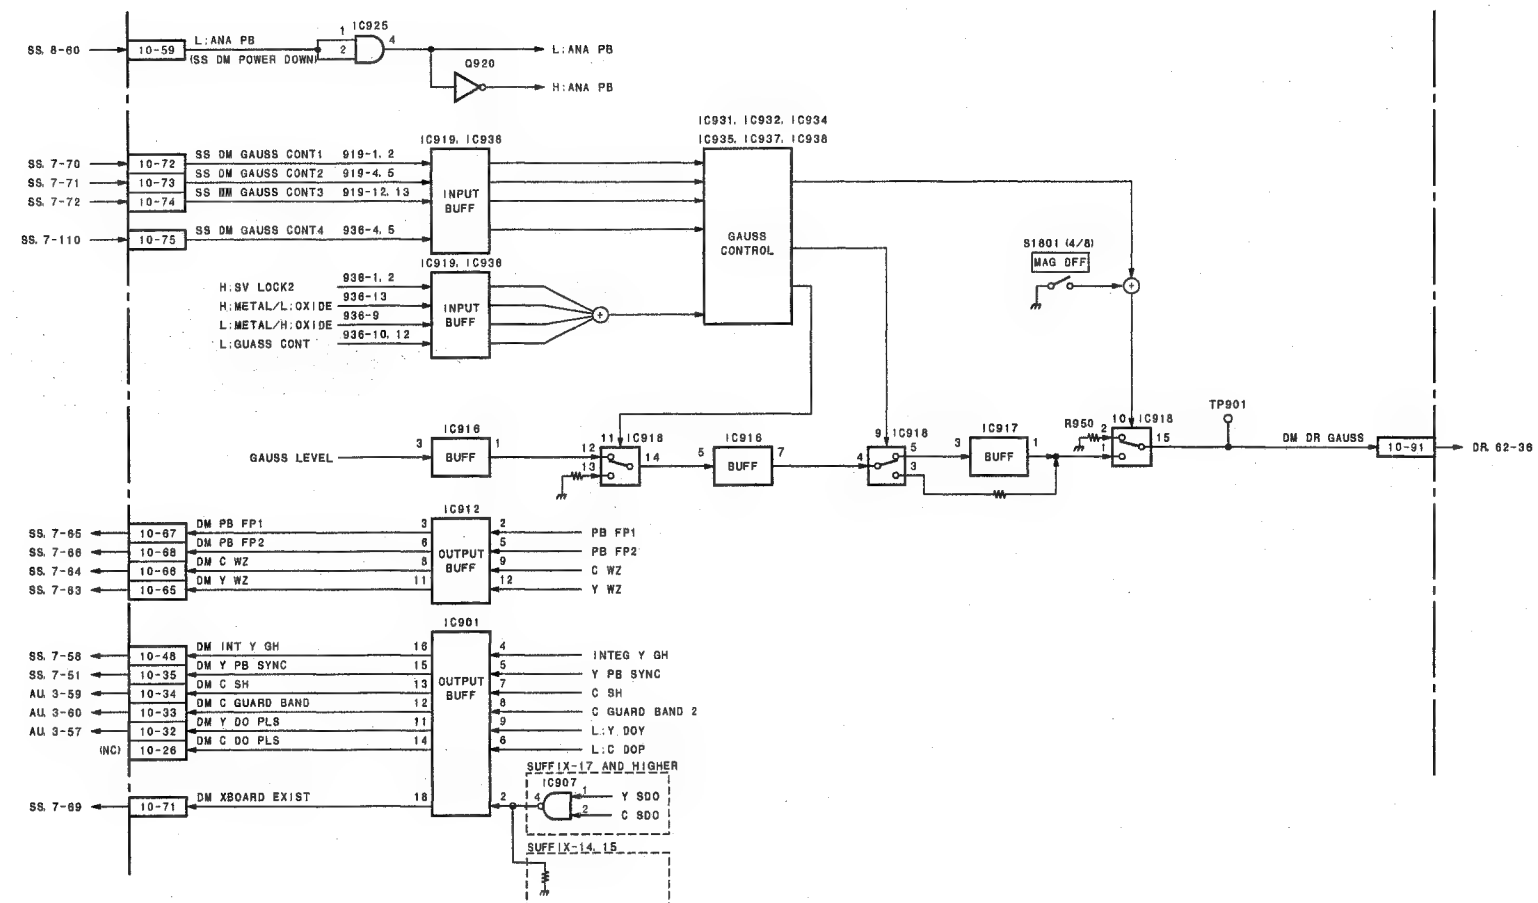 IC925
SS. 8-60
10-59
L:ANA PB
(SS DM POWER DOWN)
1
2
4
L:ANA PB
Q920
H:ANA PB
IC931, IC932, IC934
IC935, IC937, IC938
IC919, IC936
SS. 7-70
10-72
SS DM GAUSS CONT1
919-1, 2
SS. 7-71
10-73
SS DM GAUSS CONT2
919-4, 5
SS. 7-72
10-74
SS DM GAUSS CONT3
919-12, 13
SS. 7-110
10-75
SS DM GAUSS CONT4
936-4, 5
INPUT
BUFF
GAUSS
CONTROL
S1801 (4/8)
MAG OFF
IC919, IC936
H:SV LOCK2
936-1, 2
H:METAL/L:OXIDE
936-13
L:METAL/H:OXIDE
936-9
L:GUASS CONT
936-10, 12
INPUT
BUFF
+
+
GAUSS LEVEL
3
IC916
BUFF
1
11
IC918
12
13
14
5
IC916
BUFF
7
9
IC918
4
5
3
3
IC917
BUFF
1
R950
10
IC918
2
1
15
TP901
DM DR GAUSS
10-91
DR. 62-36
IC912
SS. 7-65
10-67
DM PB FP1
3
2
PB FP1
SS. 7-66
10-68
DM PB FP2
6
5
PB FP2
SS. 7-64
10-66
DM C WZ
8
9
C WZ
SS. 7-63
10-65
DM Y WZ
11
12
Y WZ
OUTPUT
BUFF
IC901
SS. 7-58
10-48
DM INT Y GH
16
4
INTEG Y GH
SS. 7-51
10-35
DM Y PB SYNC
15
5
Y PB SYNC
AU. 3-59
10-34
DM C SH
13
7
C SH
AU. 3-60
10-33
DM C GUARD BAND
12
8
C GUARD BAND 2
AU. 3-57
10-32
DM Y DO PLS
11
9
L:Y DOY
(NC)
10-26
DM C DO PLS
14
6
L:C DOP
OUTPUT
BUFF
SUFFIX-17 AND HIGHER
IC907
SS. 7-69
10-71
DM XBOARD EXIST
18
2
4
1
Y SDO
2
C SDO
SUFFIX-14, 15